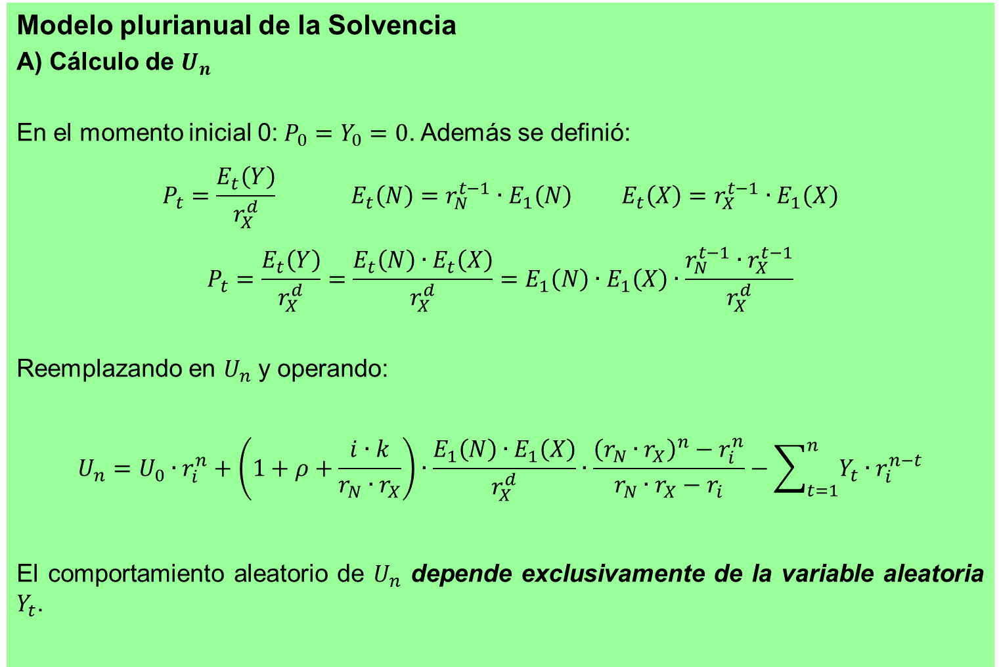 Modelo plurianual de la Solvencia
A) Cálculo de $U_n$
En el momento inicial 0: $P_0 = Y_0 = 0$. Además se definió:
$P_t = \frac{E_t(Y)}{r_X^d}$ $E_t(N) = r_N^{t-1} \cdot E_1(N)$ $E_t(X) = r_X^{t-1} \cdot E_1(X)$
$P_t = \frac{E_t(Y)}{r_X^d} = \frac{E_t(N) \cdot E_t(X)}{r_X^d} = E_1(N) \cdot E_1(X) \cdot \frac{r_N^{t-1} \cdot r_X^{t-1}}{r_X^d}$
Reemplazando en $U_n$ y operando:
$U_n = U_0 \cdot r_i^n + \left(1 + \rho + \frac{i \cdot k}{r_N \cdot r_X}\right) \cdot \frac{E_1(N) \cdot E_1(X)}{r_X^d} \cdot \frac{(r_N \cdot r_X)^n - r_i^n}{r_N \cdot r_X - r_i} - \sum_{t=1}^{n} Y_t \cdot r_i^{n-t}$
El comportamiento aleatorio de $U_n$ depende exclusivamente de la variable aleatoria
$Y_t$.